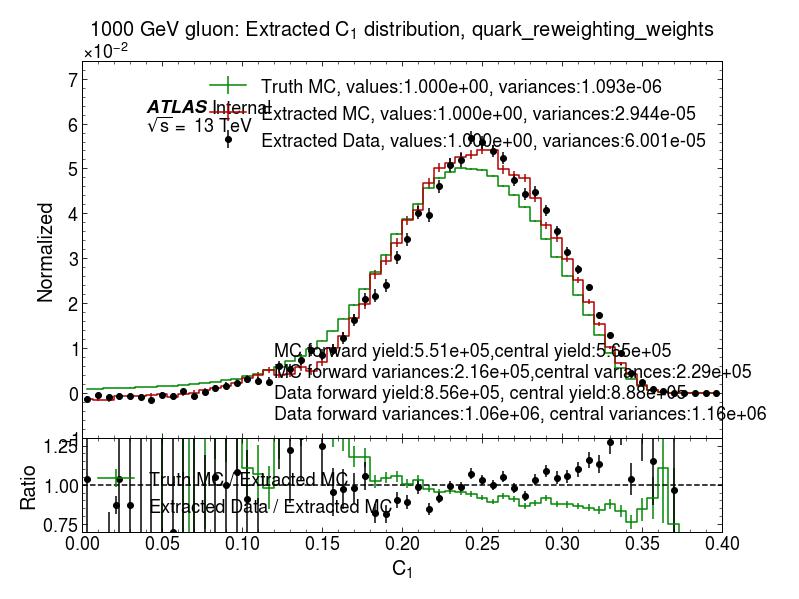 1000 GeV gluon: Extracted C₁ distribution, quark_reweighting_weights
×10⁻²
Truth MC, values:1.000e+00, variances:1.093e-06
ATLAS Internal
Extracted MC, values:1.000e+00, variances:2.944e-05
√s = 13 TeV
Extracted Data, values:1.000e+00, variances:6.001e-05
7
6
5
4
3
2
1
0
Normalized
MC forward yield:5.51e+05,central yield:5.65e+05
MC forward variances:2.16e+05,central variances:2.29e+05
Data forward yield:8.56e+05, central yield:8.88e+05
Data forward variances:1.06e+06, central variances:1.16e+06
1.25
1.00
0.75
Ratio
Truth MC / Extracted MC
Extracted Data / Extracted MC
0.00 0.05 0.10 0.15 0.20 0.25 0.30 0.35 0.40
C₁